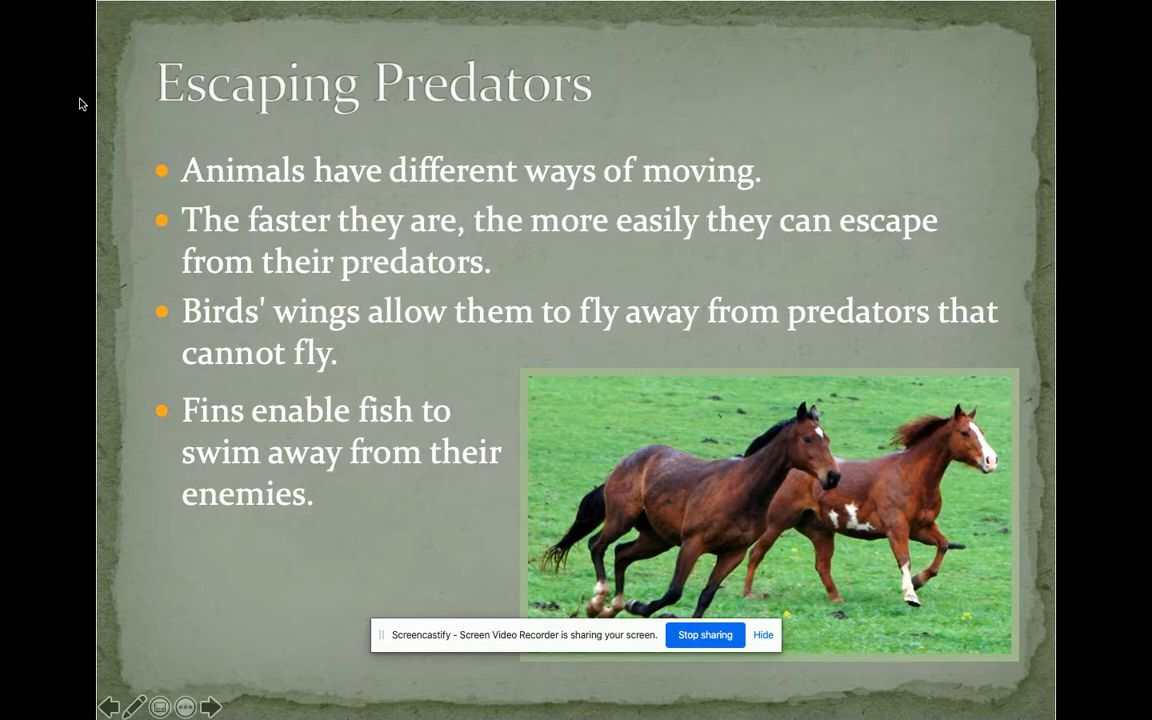 Escaping Predators
Animals have different ways of moving.
The faster they are, the more easily they can escape
from their predators.
Birds' wings allow them to fly away from predators that
cannot fly.
Fins enable fish to
swim away from their
enemies.
Screencastify - Screen Video Recorder is sharing your screen. Stop sharing Hide